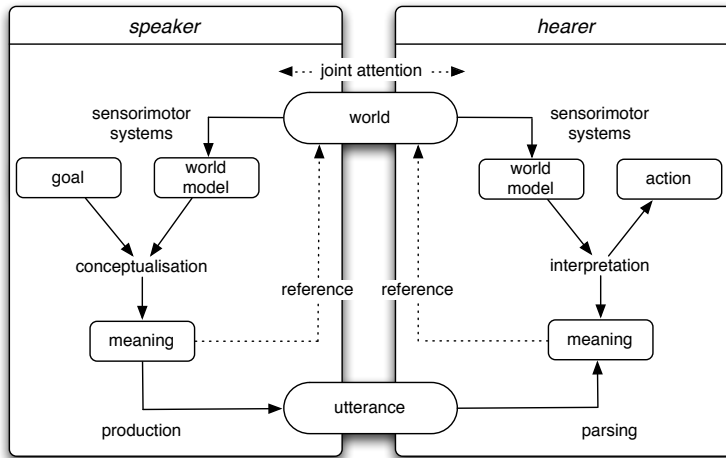 speaker
hearer
joint attention
world
sensorimotor
systems
sensorimotor
systems
goal
world
model
world
model
action
conceptualisation
interpretation
reference
reference
meaning
meaning
utterance
production
parsing